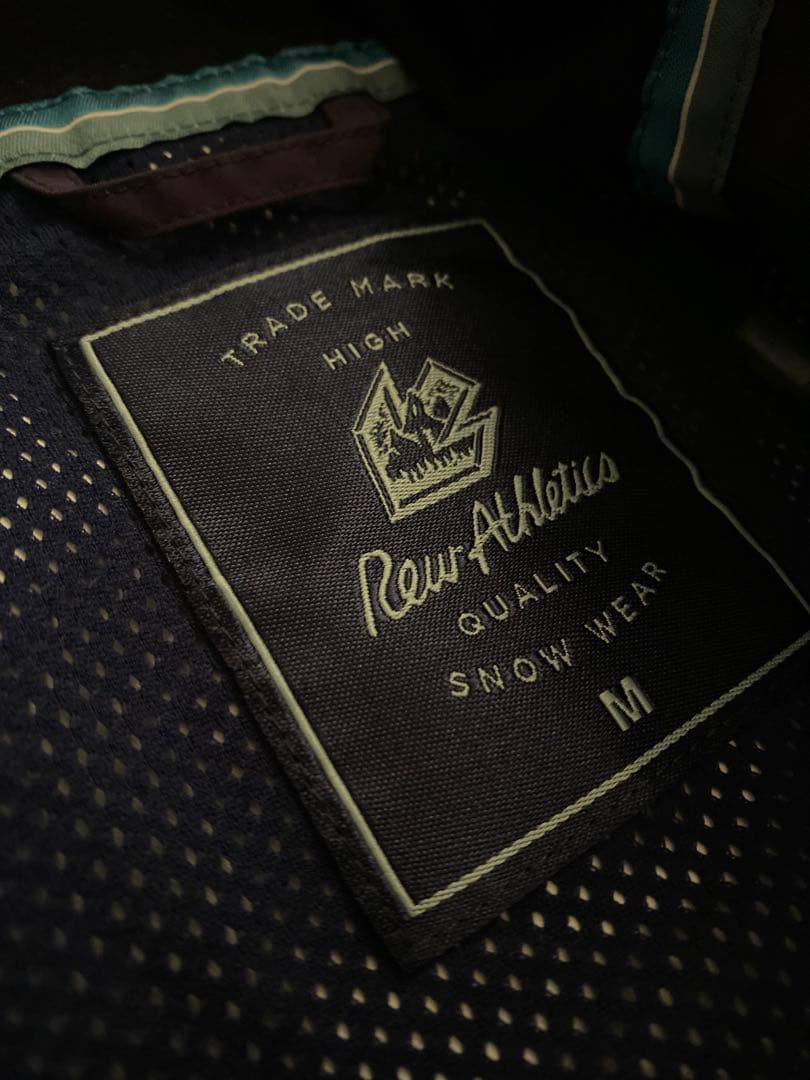 TRADE MARK
HIGH
Rew Athletics
QUALITY
SNOW WEAR
M